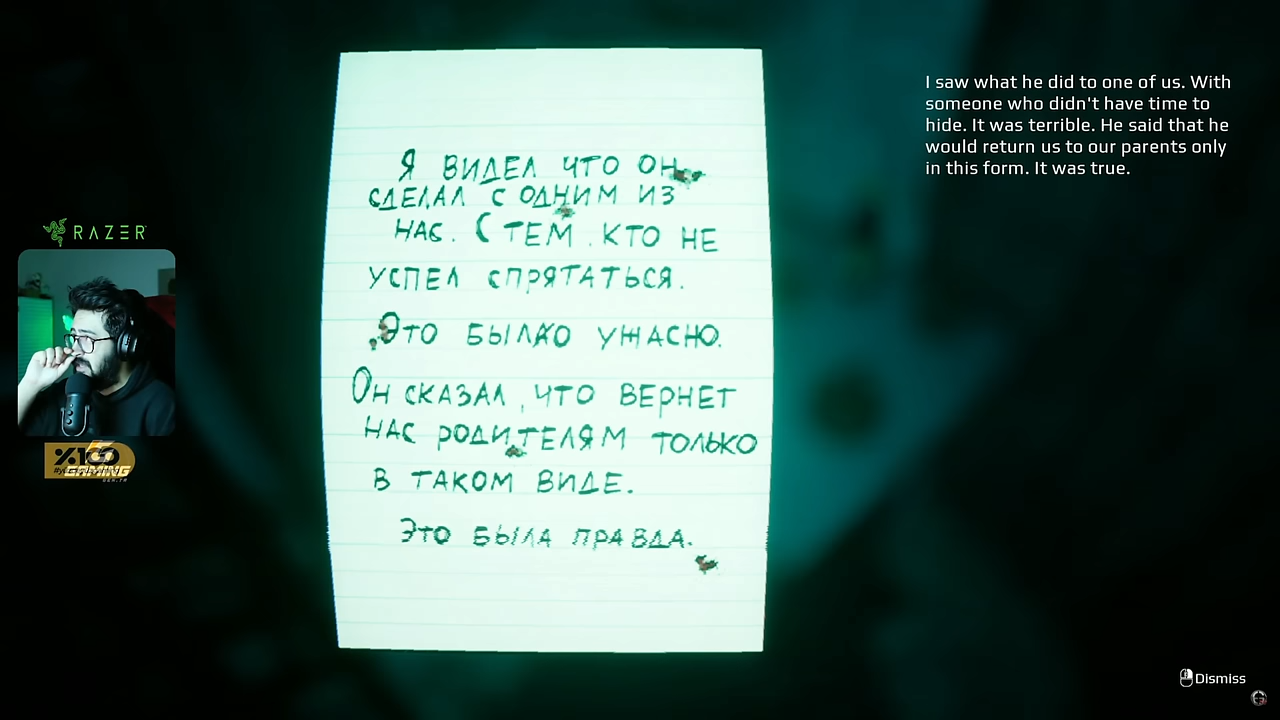 Я ВИДЕЛ ЧТО ОН
СДЕЛАЛ С ОДНИМ ИЗ
НАС. С ТЕМ. КТО НЕ
УСПЕЛ СПРЯТАТЬСЯ.
ЭТО БЫЛО УЖАСНО.
ОН СКАЗАЛ, ЧТО ВЕРНЕТ
НАС РОДИТЕЛЯМ ТОЛЬКО
В ТАКОМ ВИДЕ.
ЭТО БЫЛА ПРАВДА.
I saw what he did to one of us. With
someone who didn't have time to
hide. It was terrible. He said that he
would return us to our parents only
in this form. It was true.
RAZER
%100
GAMING
Dismiss